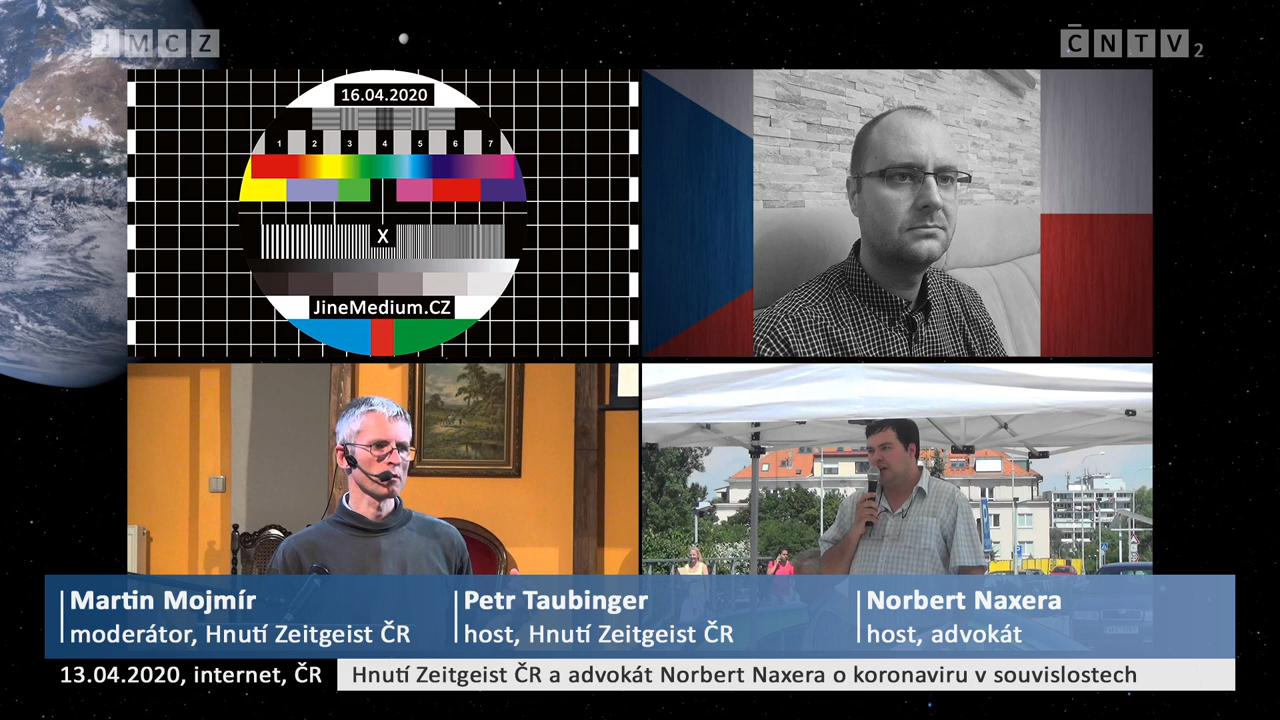 JMCZ
ČNTV2
16.04.2020
1 2 3 4 5 6 7
X
JineMedium.CZ
Martin Mojmír
moderátor, Hnutí Zeitgeist ČR
Petr Taubinger
host, Hnutí Zeitgeist ČR
Norbert Naxera
host, advokát
13.04.2020, internet, ČR
Hnutí Zeitgeist ČR a advokát Norbert Naxera o koronaviru v souvislostech